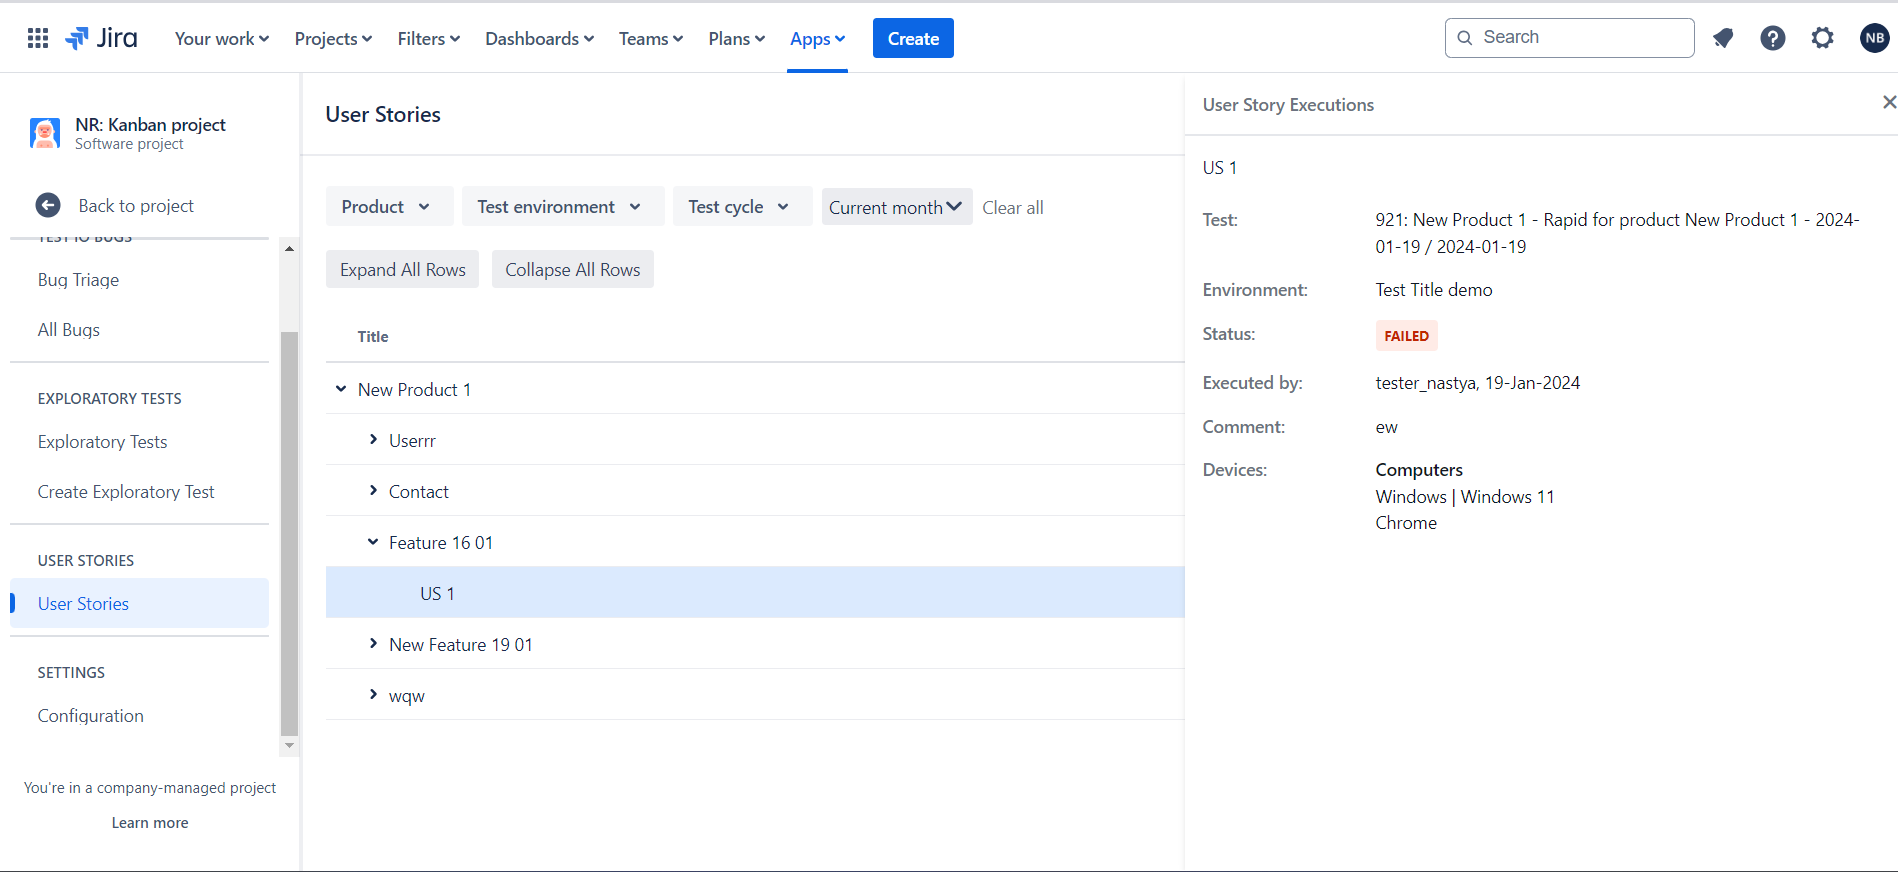 Jira
Your work
Projects
Filters
Dashboards
Teams
Plans
Apps
Create
Search
NB
NR: Kanban project
Software project
Back to project
TEST IO BUGS
Bug Triage
All Bugs
EXPLORATORY TESTS
Exploratory Tests
Create Exploratory Test
USER STORIES
User Stories
SETTINGS
Configuration
You're in a company-managed project
Learn more
User Stories
Product
Test environment
Test cycle
Current month
Clear all
Expand All Rows
Collapse All Rows
Title
New Product 1
Userrr
Contact
Feature 16 01
US 1
New Feature 19 01
wqw
User Story Executions
US 1
Test: 921: New Product 1 - Rapid for product New Product 1 - 2024-
01-19 / 2024-01-19
Environment: Test Title demo
Status: FAILED
Executed by: tester_nastya, 19-Jan-2024
Comment: ew
Devices: Computers
Windows | Windows 11
Chrome